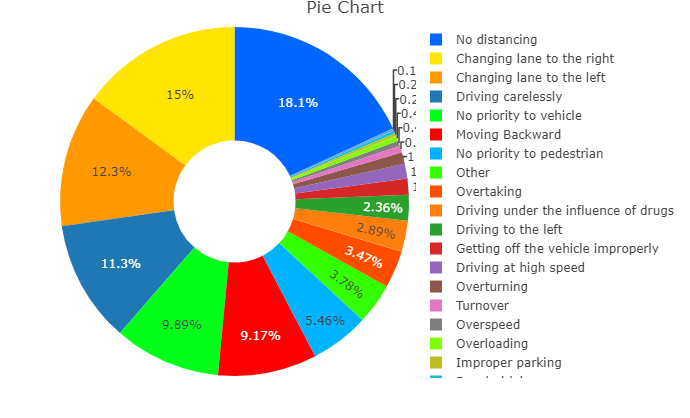 Pie Chart
18.1%
15%
12.3%
11.3%
9.89%
9.17%
5.46%
3.78%
3.47%
2.89%
2.36%
No distancing
Changing lane to the right
Changing lane to the left
Driving carelessly
No priority to vehicle
Moving Backward
No priority to pedestrian
Other
Overtaking
Driving under the influence of drugs
Driving to the left
Getting off the vehicle improperly
Driving at high speed
Overturning
Turnover
Overspeed
Overloading
Improper parking